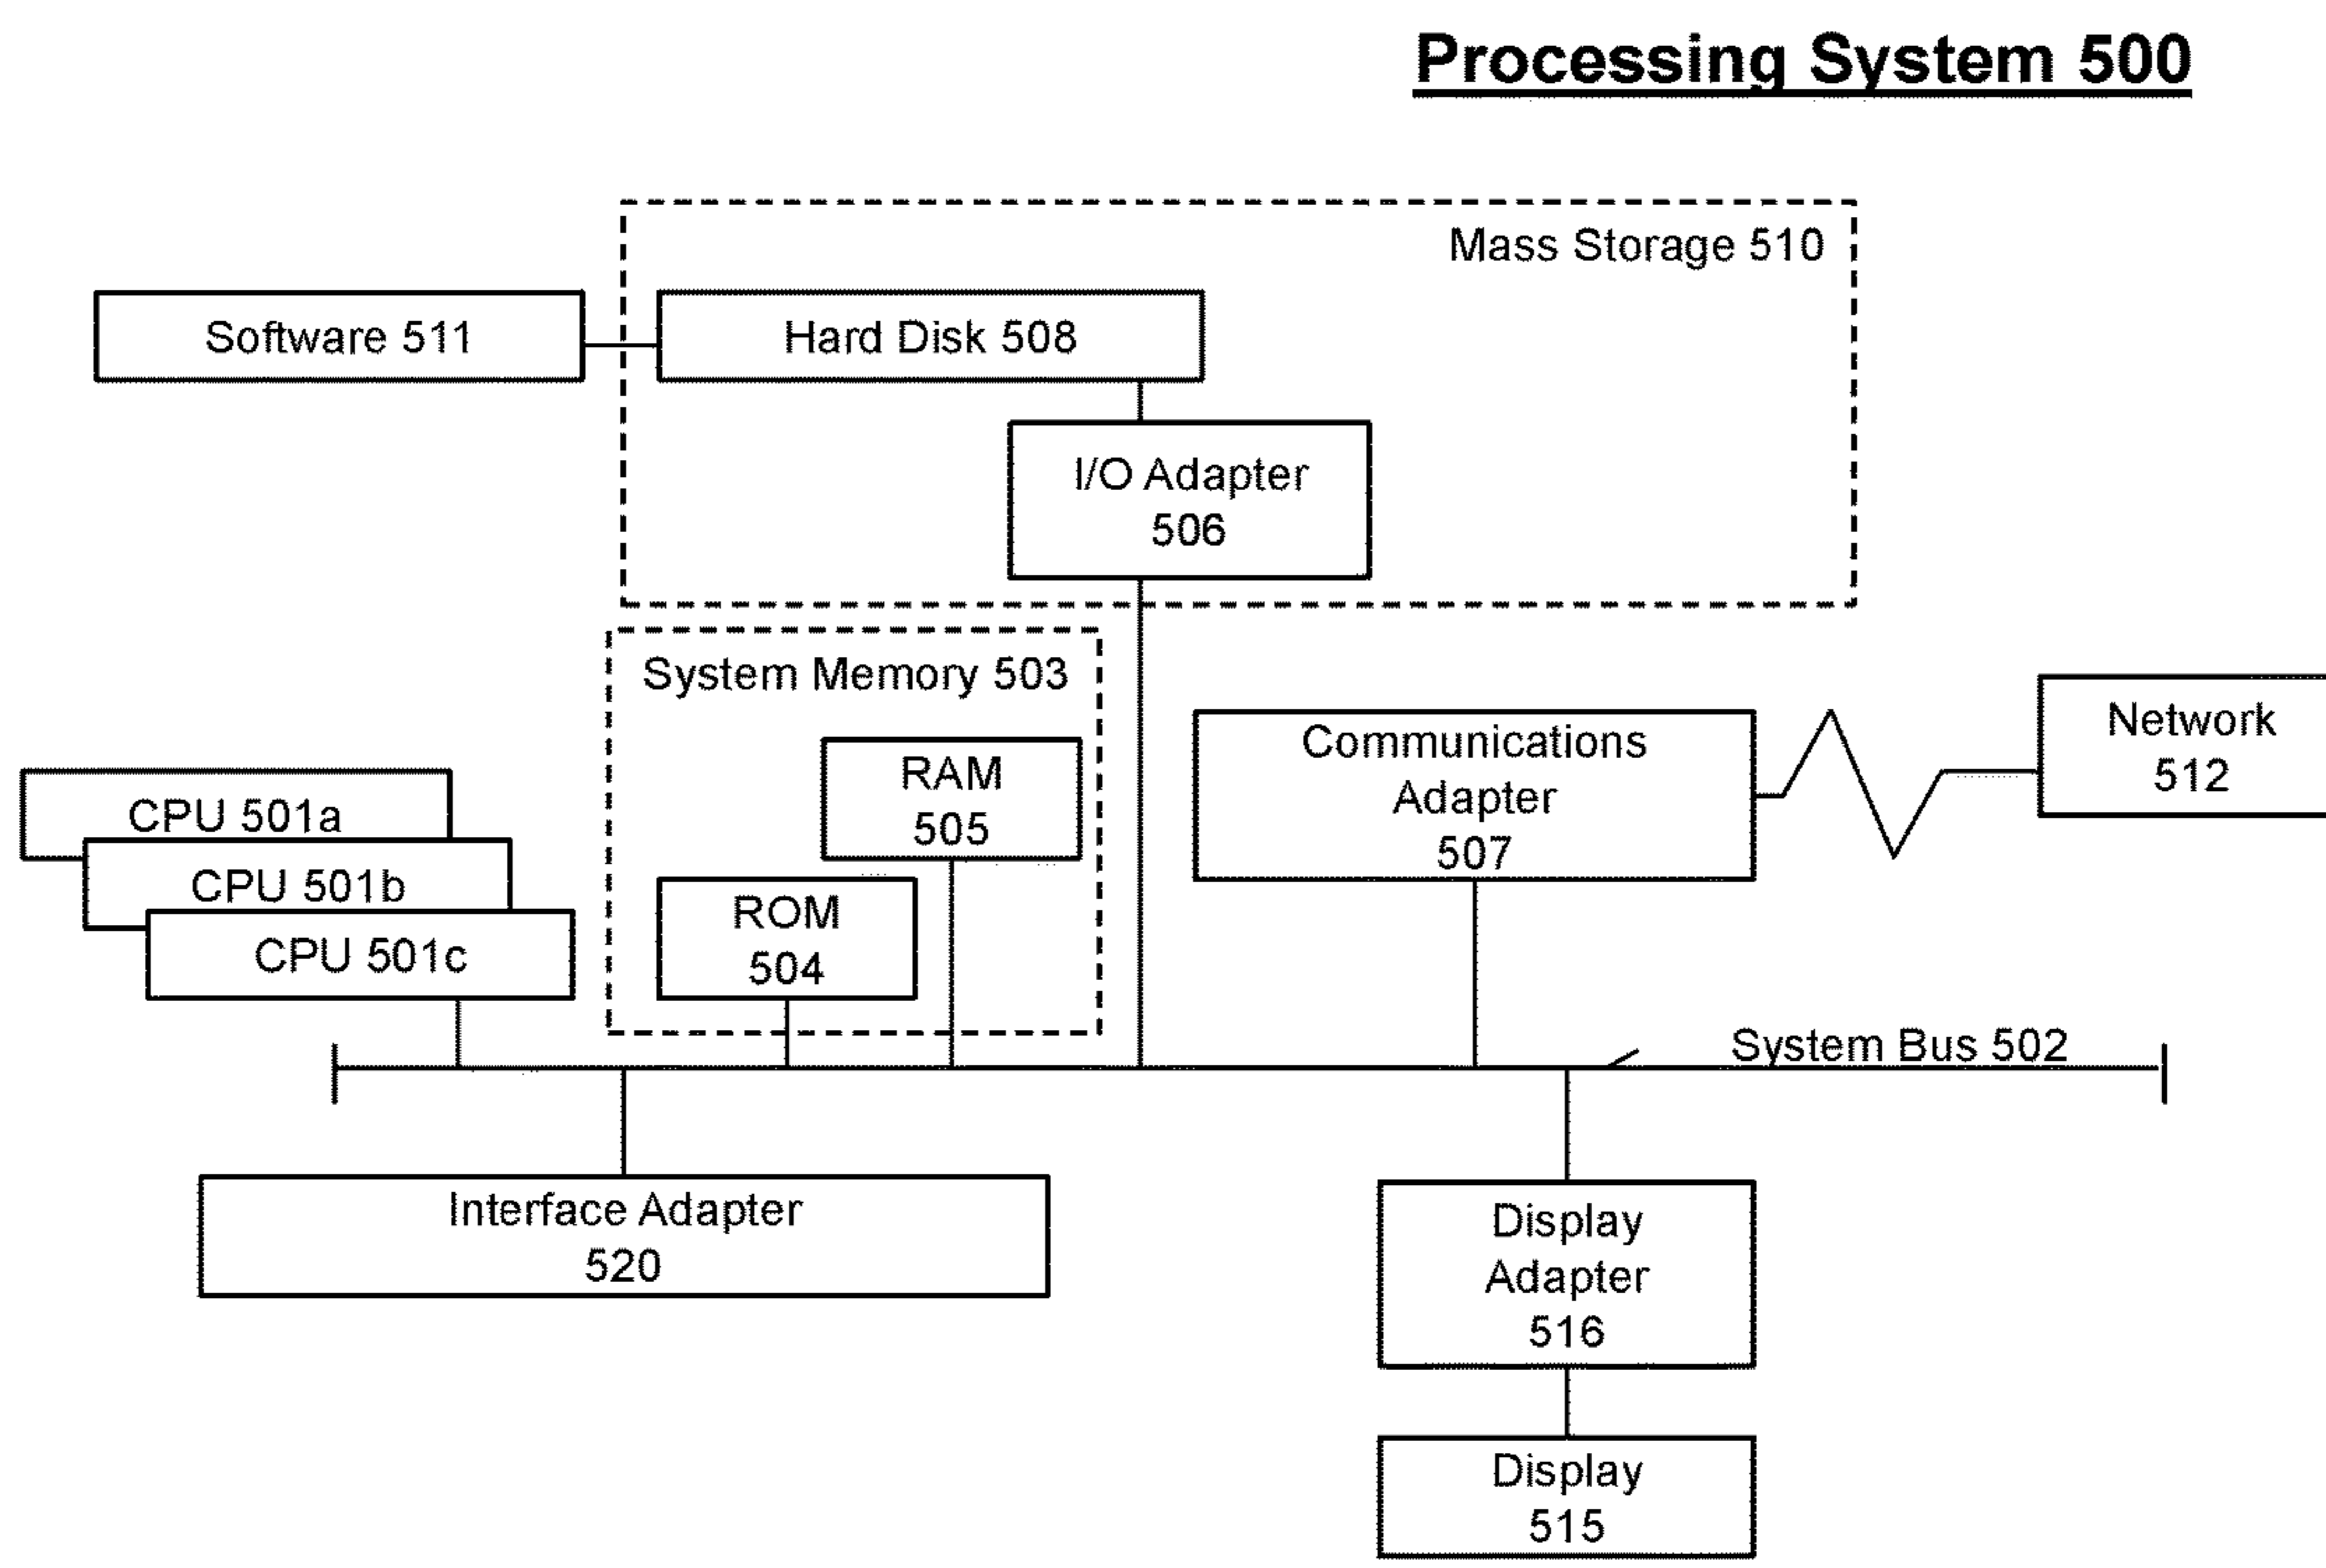 Processing System 500
Mass Storage 510
Software 511
Hard Disk 508
I/O Adapter
506
System Memory 503
RAM
505
ROM
504
CPU 501a
CPU 501b
CPU 501c
Communications
Adapter
507
Network
512
System Bus 502
Interface Adapter
520
Display
Adapter
516
Display
515